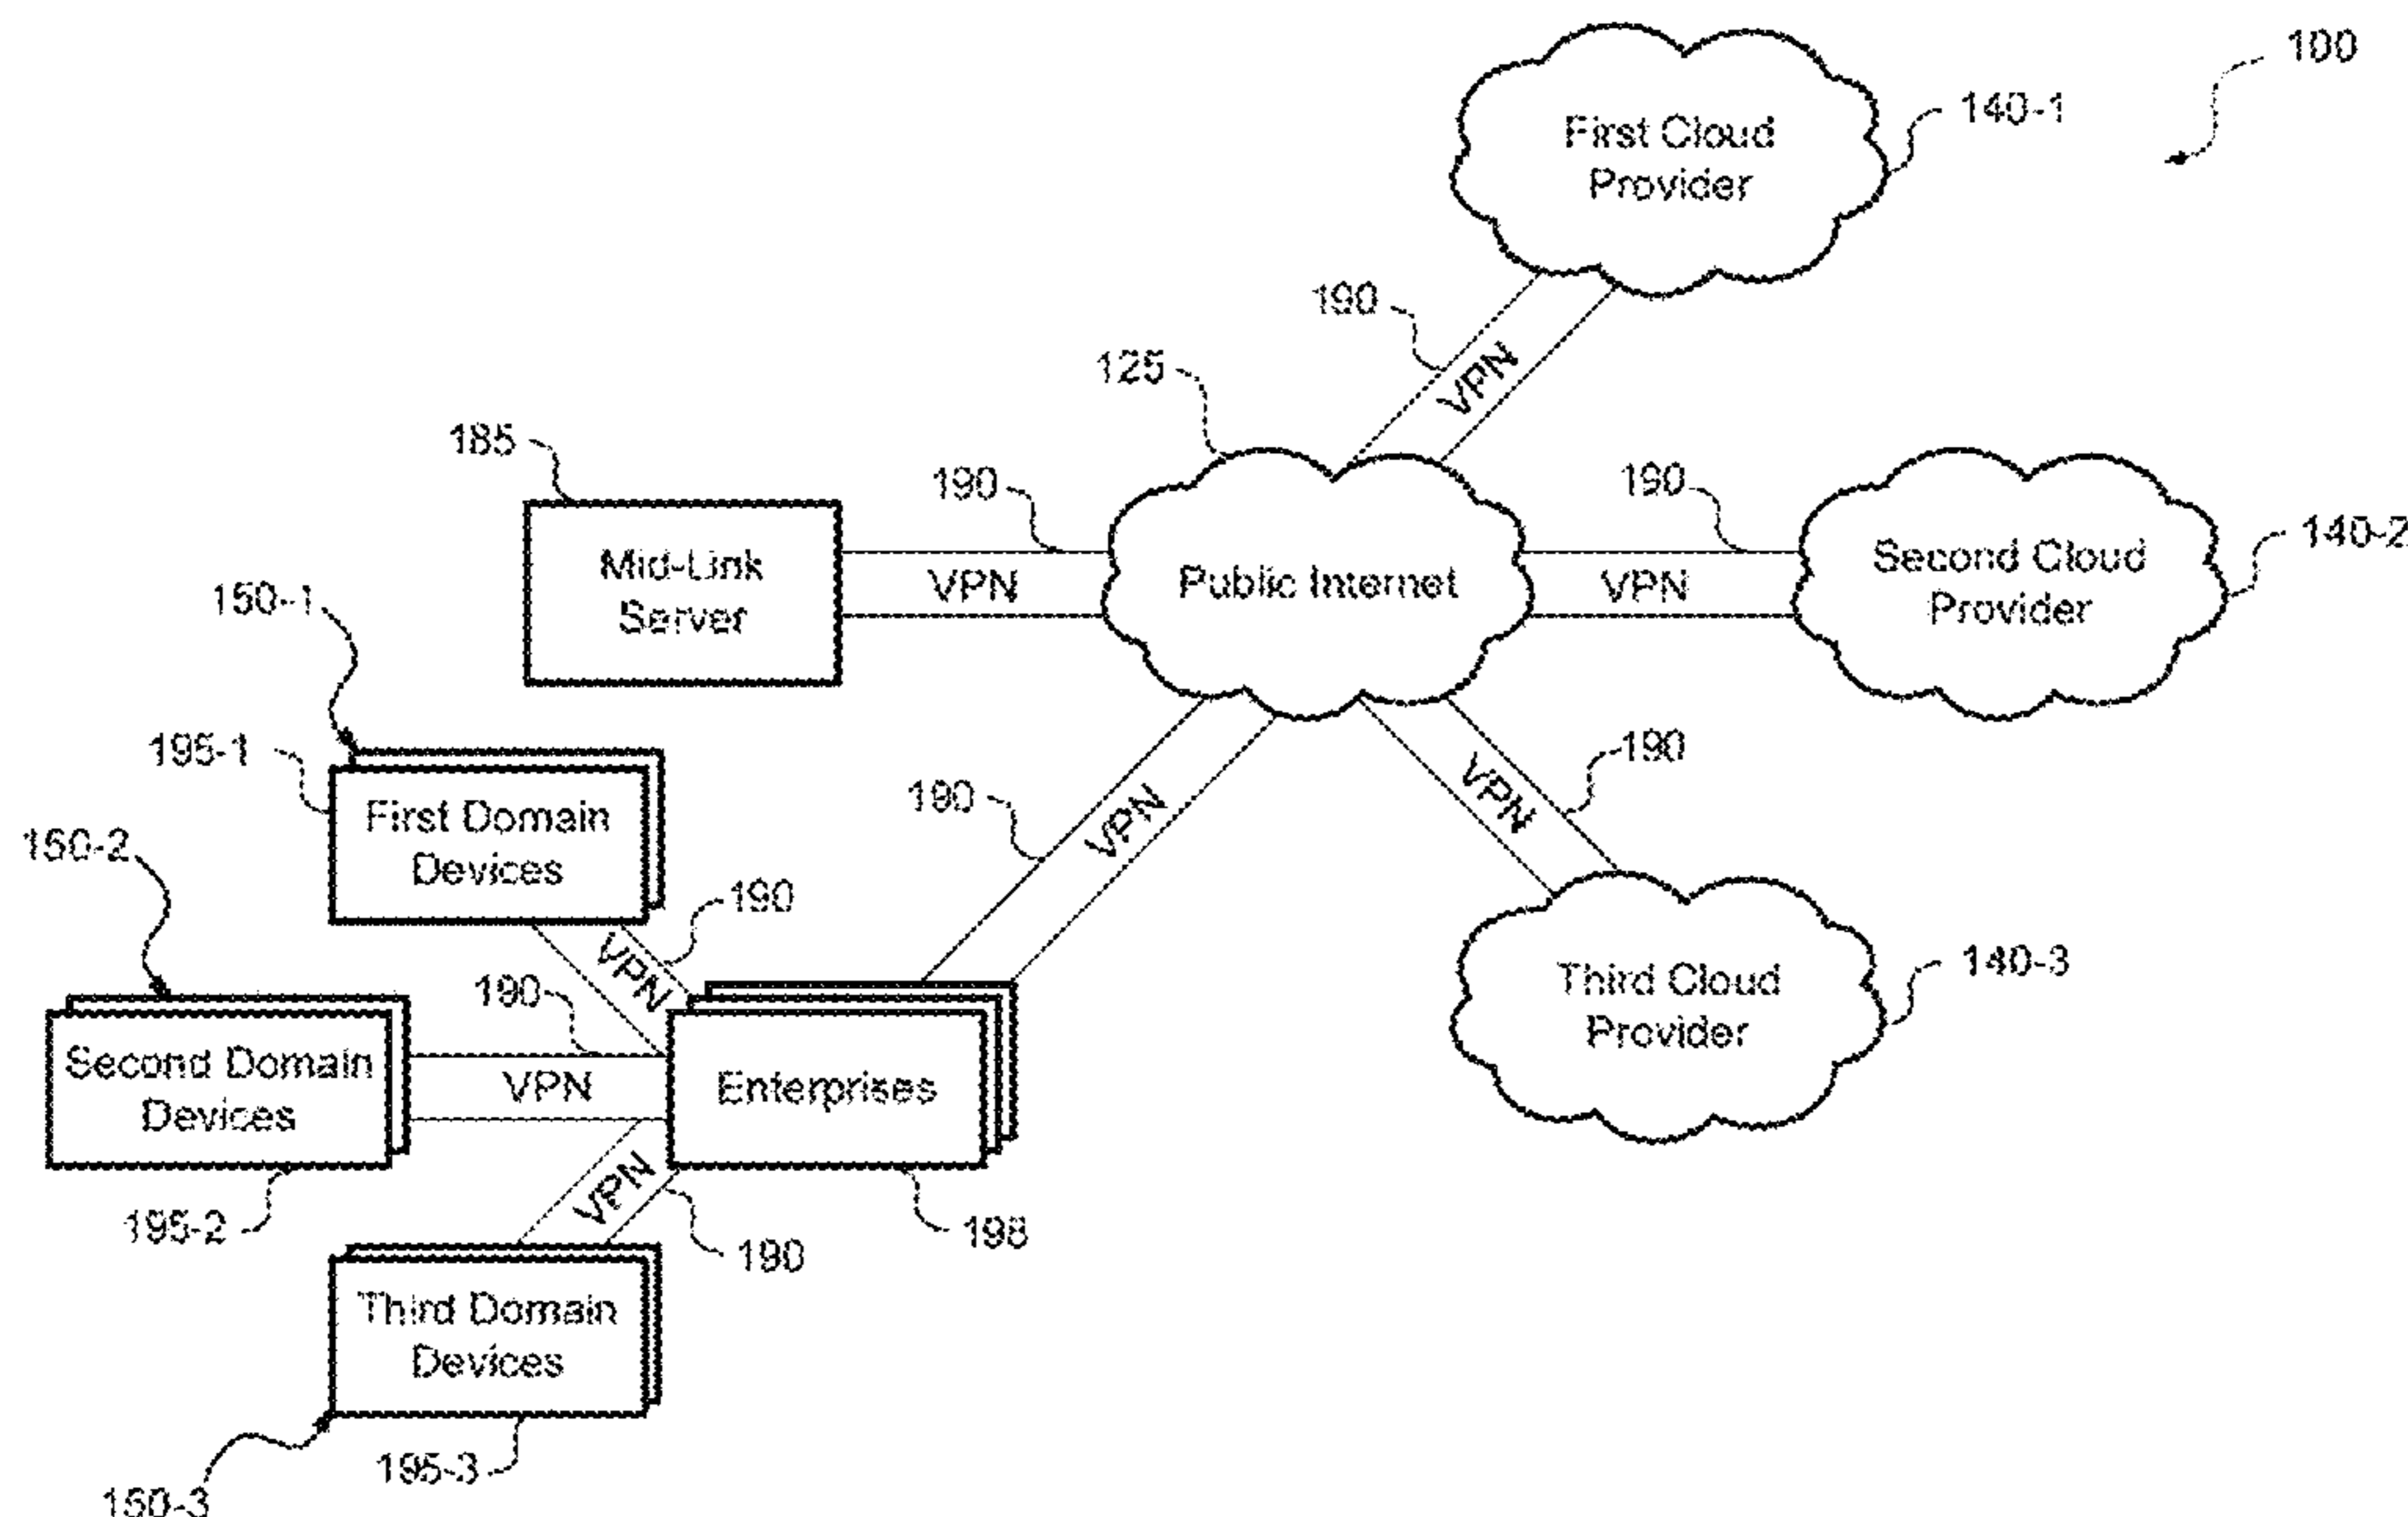 100
140-1
First Cloud
Provider
190
VPN
125
185
190
VPN
Mid-Link
Server
Public Internet
190
VPN
Second Cloud
Provider
140-2
150-1
195-1
First Domain
Devices
190
VPN
190
VPN
190
VPN
150-2
190
VPN
Second Domain
Devices
195-2
Enterprises
198
Third Cloud
Provider
140-3
VPN
190
Third Domain
Devices
195-3
150-3